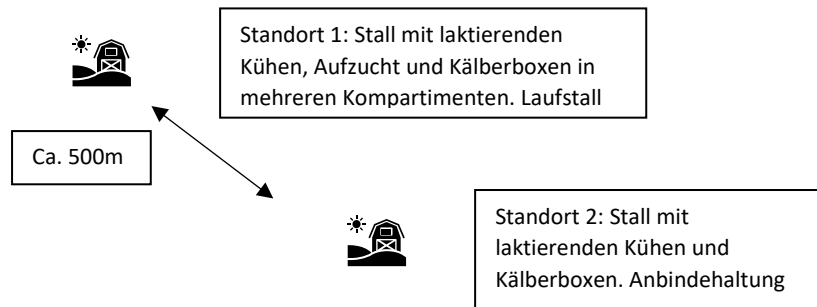 Standort 1: Stall mit laktierenden
Kühen, Aufzucht und Kälberboxen in
mehreren Kompartimenten. Laufstall
Ca. 500m
Standort 2: Stall mit
laktierenden Kühen und
Kälberboxen. Anbindehaltung